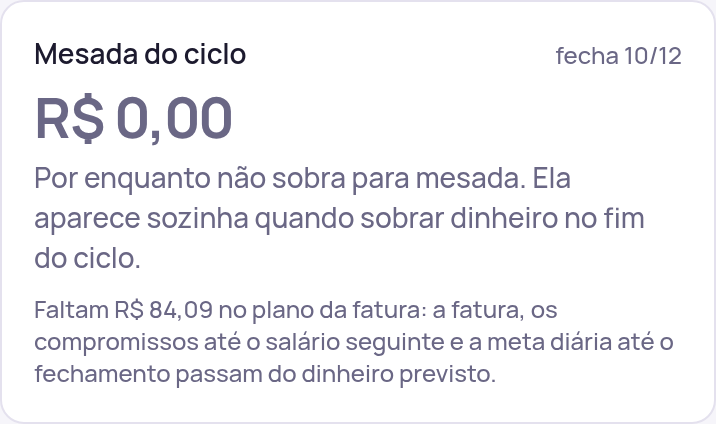 Mesada do ciclo
fecha 10/12
R$ 0,00
Por enquanto não sobra para mesada. Ela
aparece sozinha quando sobrar dinheiro no fim
do ciclo.
Faltam R$ 84,09 no plano da fatura: a fatura, os
compromissos até o salário seguinte e a meta diária até o
fechamento passam do dinheiro previsto.